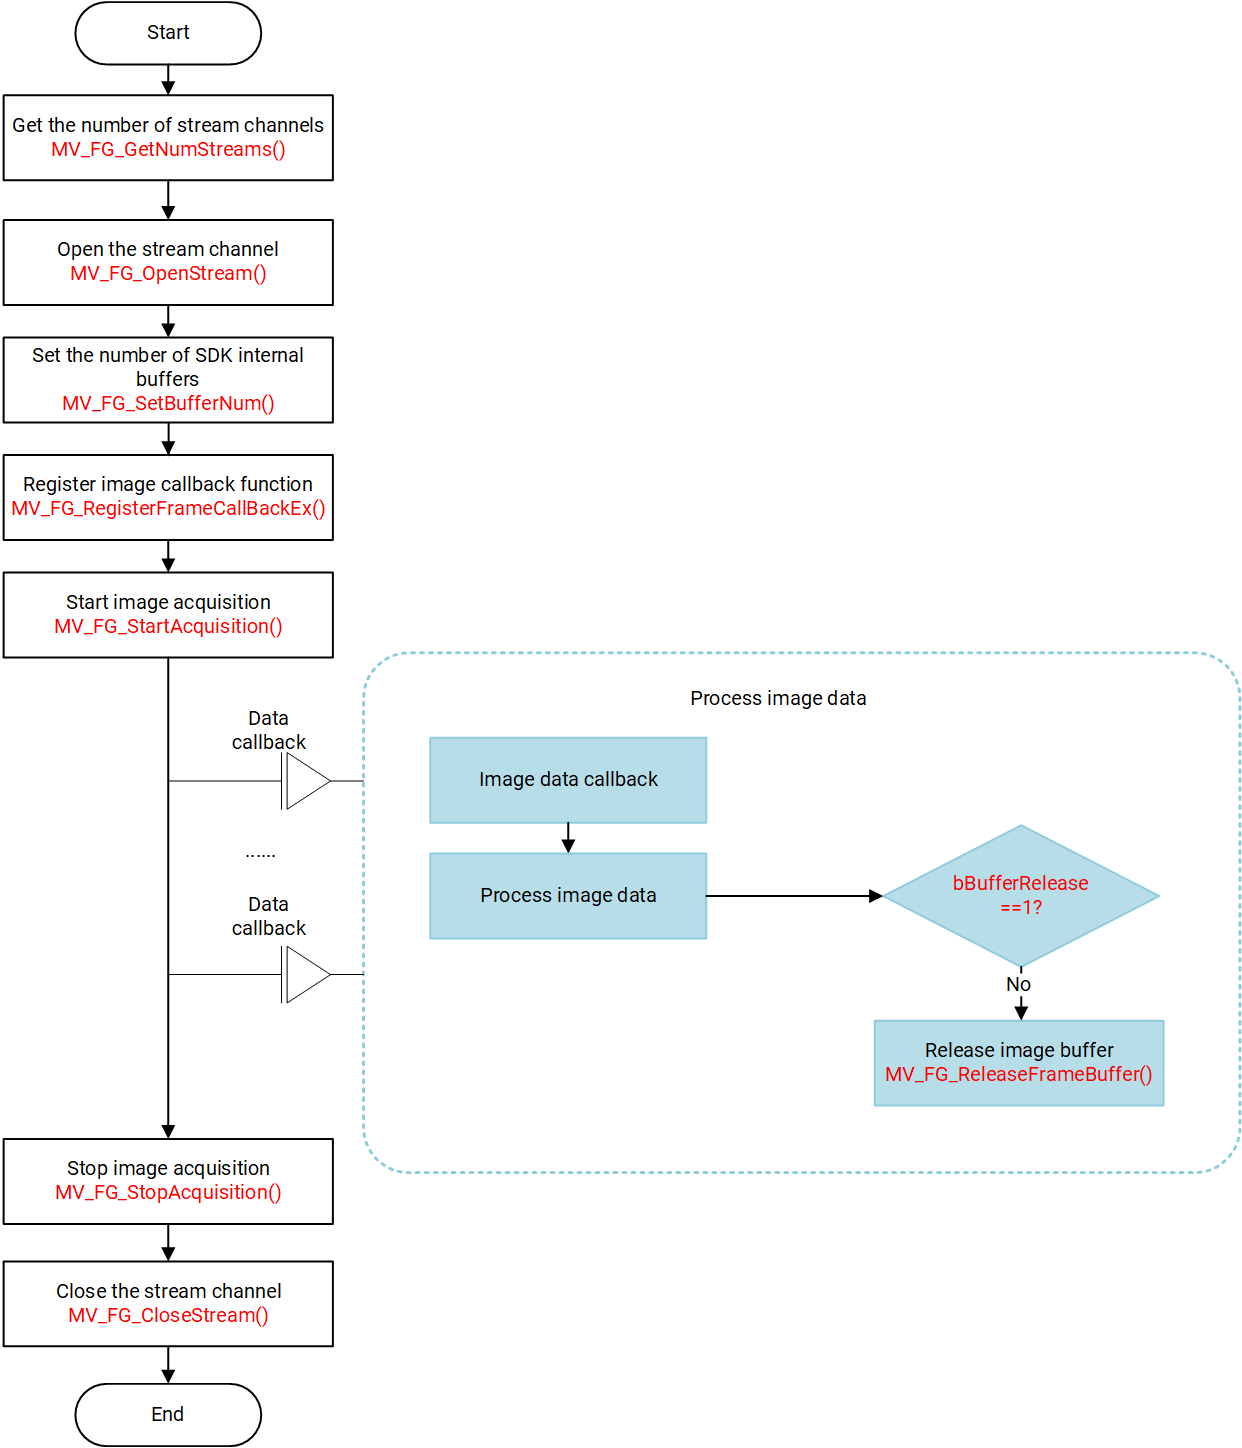 Start
Get the number of stream channels
MV_FG_GetNumStreams()
Open the stream channel
MV_FG_OpenStream()
Set the number of SDK internal
buffers
MV_FG_SetBufferNum()
Register image callback function
MV_FG_RegisterFrameCallBackEx()
Start image acquisition
MV_FG_StartAcquisition()
Data
callback
......
Data
callback
Process image data
Image data callback
Process image data
bBufferRelease
==1?
No
Release image buffer
MV_FG_ReleaseFrameBuffer()
Stop image acquisition
MV_FG_StopAcquisition()
Close the stream channel
MV_FG_CloseStream()
End